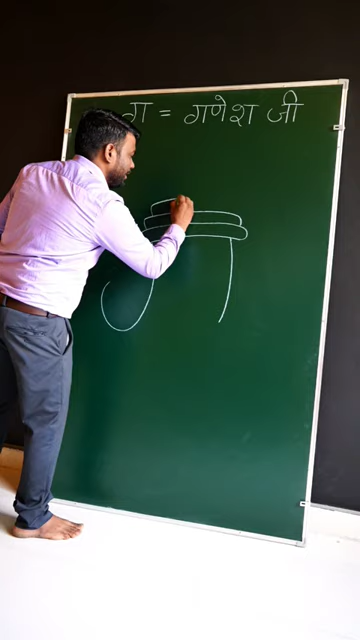 ग = गणेश जी